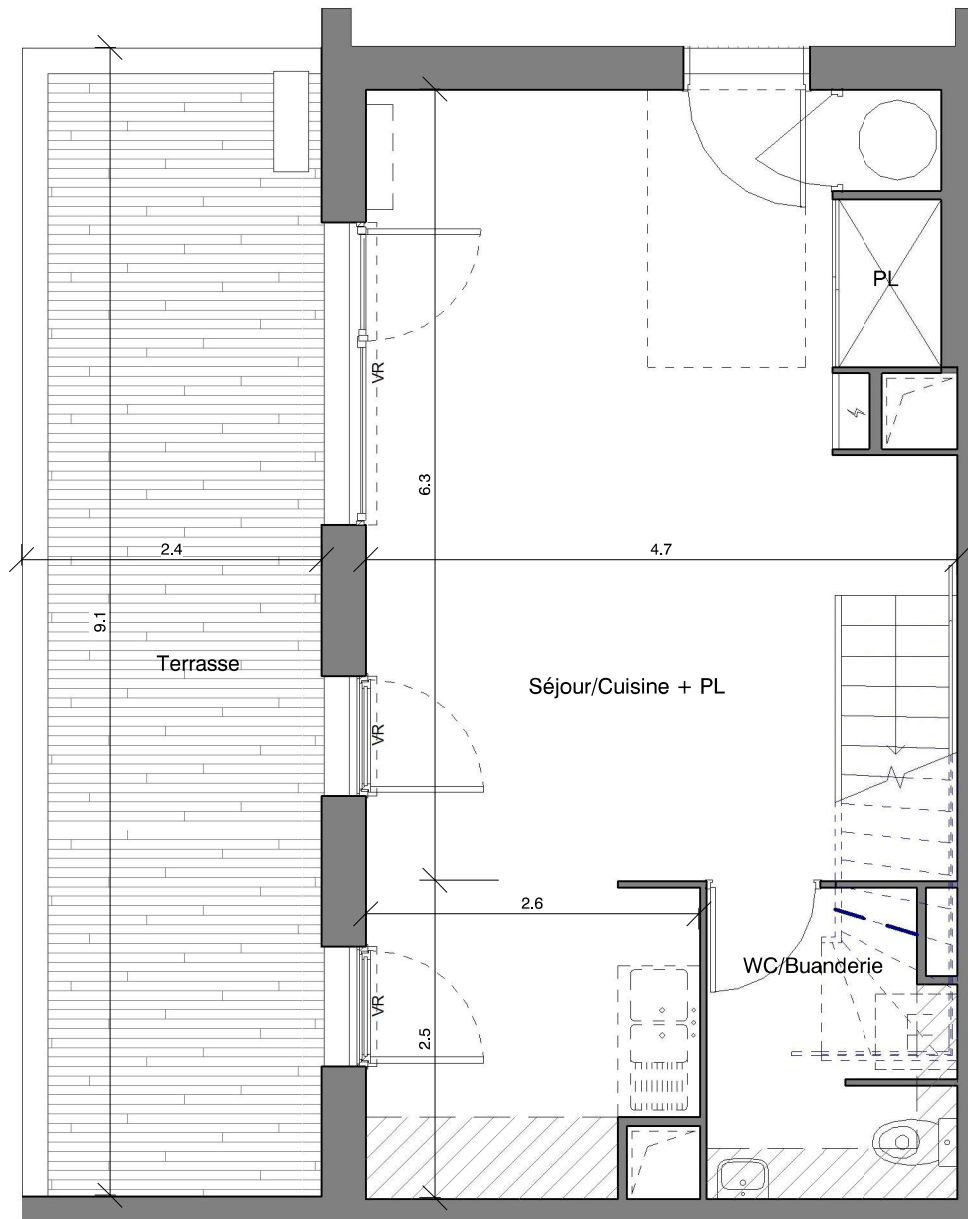 PL
VR
6.3
2.4
4.7
9.1
Terrasse
Séjour/Cuisine + PL
VR
2.6
WC/Buanderie
VR
2.5